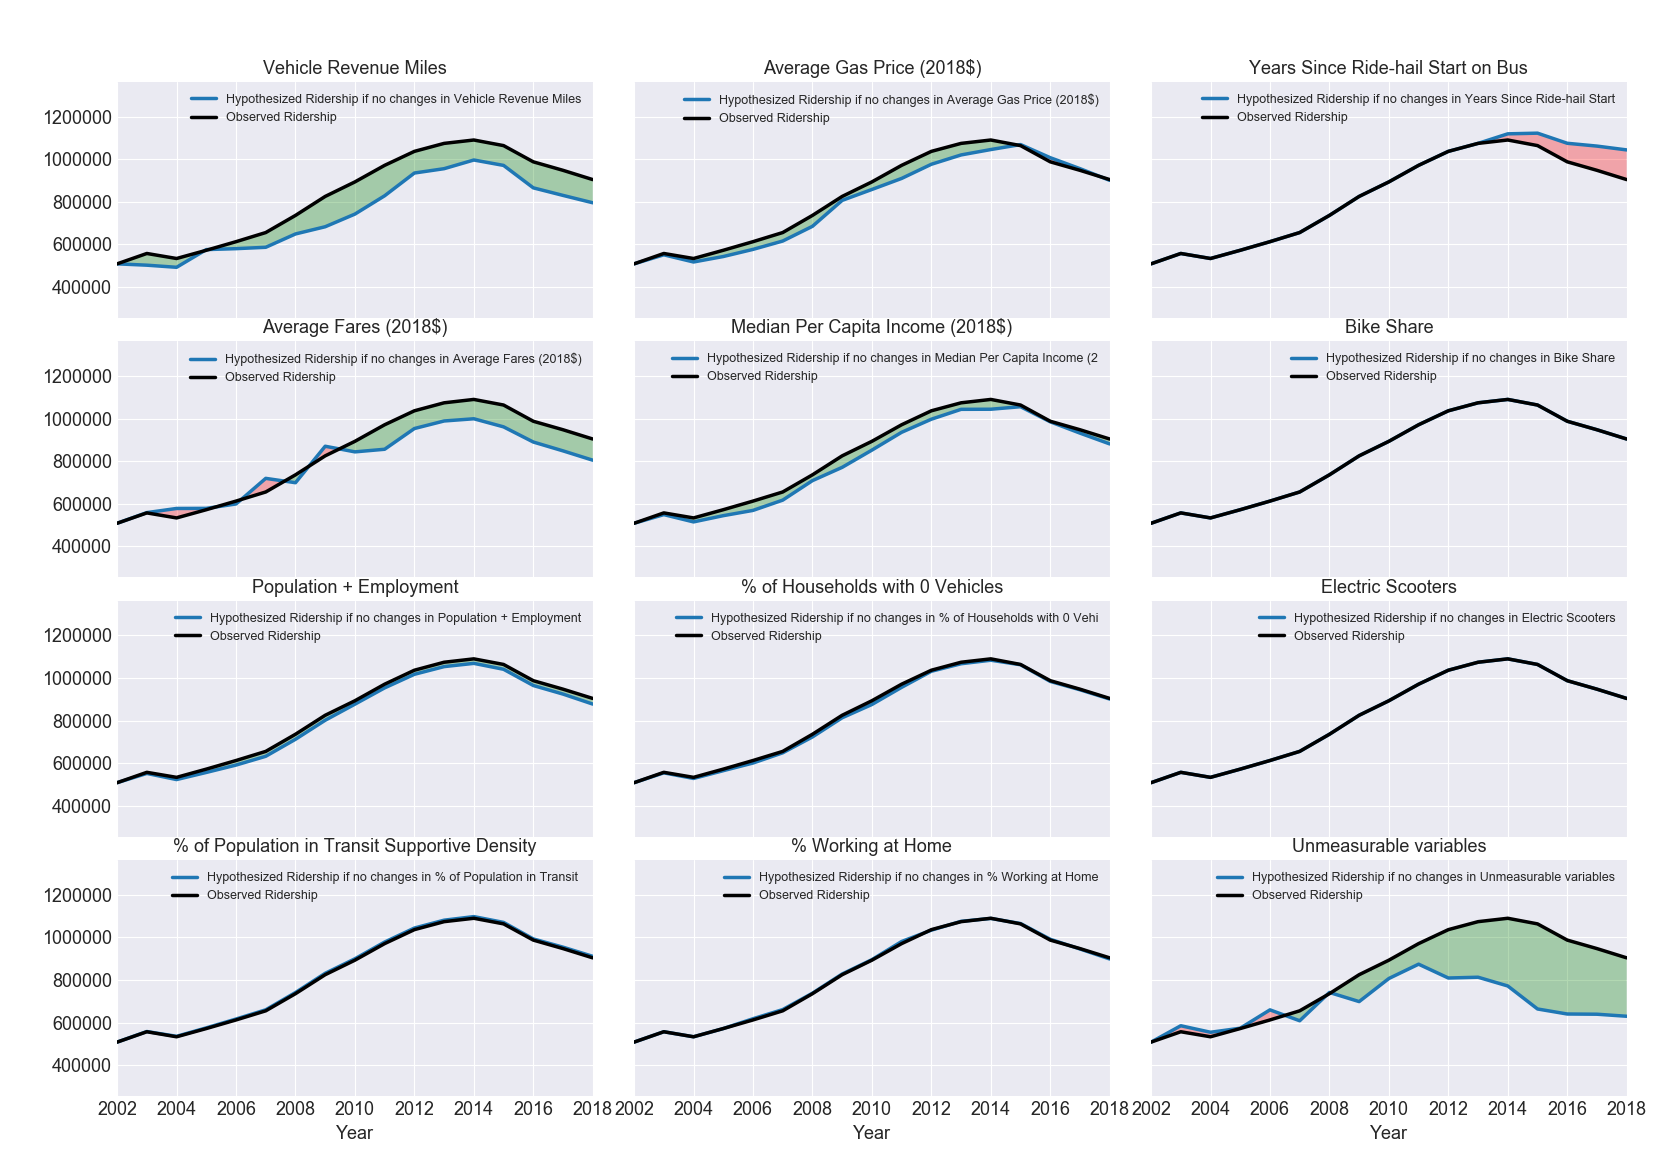 Vehicle Revenue Miles
Hypothesized Ridership if no changes in Vehicle Revenue Miles
Observed Ridership
1200000
1000000
800000
600000
400000
Average Gas Price (2018$)
Hypothesized Ridership if no changes in Average Gas Price (2018$)
Observed Ridership
Years Since Ride-hail Start on Bus
Hypothesized Ridership if no changes in Years Since Ride-hail Start
Observed Ridership
Average Fares (2018$)
Hypothesized Ridership if no changes in Average Fares (2018$)
Observed Ridership
1200000
1000000
800000
600000
400000
Median Per Capita Income (2018$)
Hypothesized Ridership if no changes in Median Per Capita Income (2
Observed Ridership
Bike Share
Hypothesized Ridership if no changes in Bike Share
Observed Ridership
Population + Employment
Hypothesized Ridership if no changes in Population + Employment
Observed Ridership
1200000
1000000
800000
600000
400000
% of Households with 0 Vehicles
Hypothesized Ridership if no changes in % of Households with 0 Vehi
Observed Ridership
Electric Scooters
Hypothesized Ridership if no changes in Electric Scooters
Observed Ridership
% of Population in Transit Supportive Density
Hypothesized Ridership if no changes in % of Population in Transit
Observed Ridership
1200000
1000000
800000
600000
400000
2002 2004 2006 2008 2010 2012 2014 2016 2018
Year
% Working at Home
Hypothesized Ridership if no changes in % Working at Home
Observed Ridership
2002 2004 2006 2008 2010 2012 2014 2016 2018
Year
Unmeasurable variables
Hypothesized Ridership if no changes in Unmeasurable variables
Observed Ridership
2002 2004 2006 2008 2010 2012 2014 2016 2018
Year